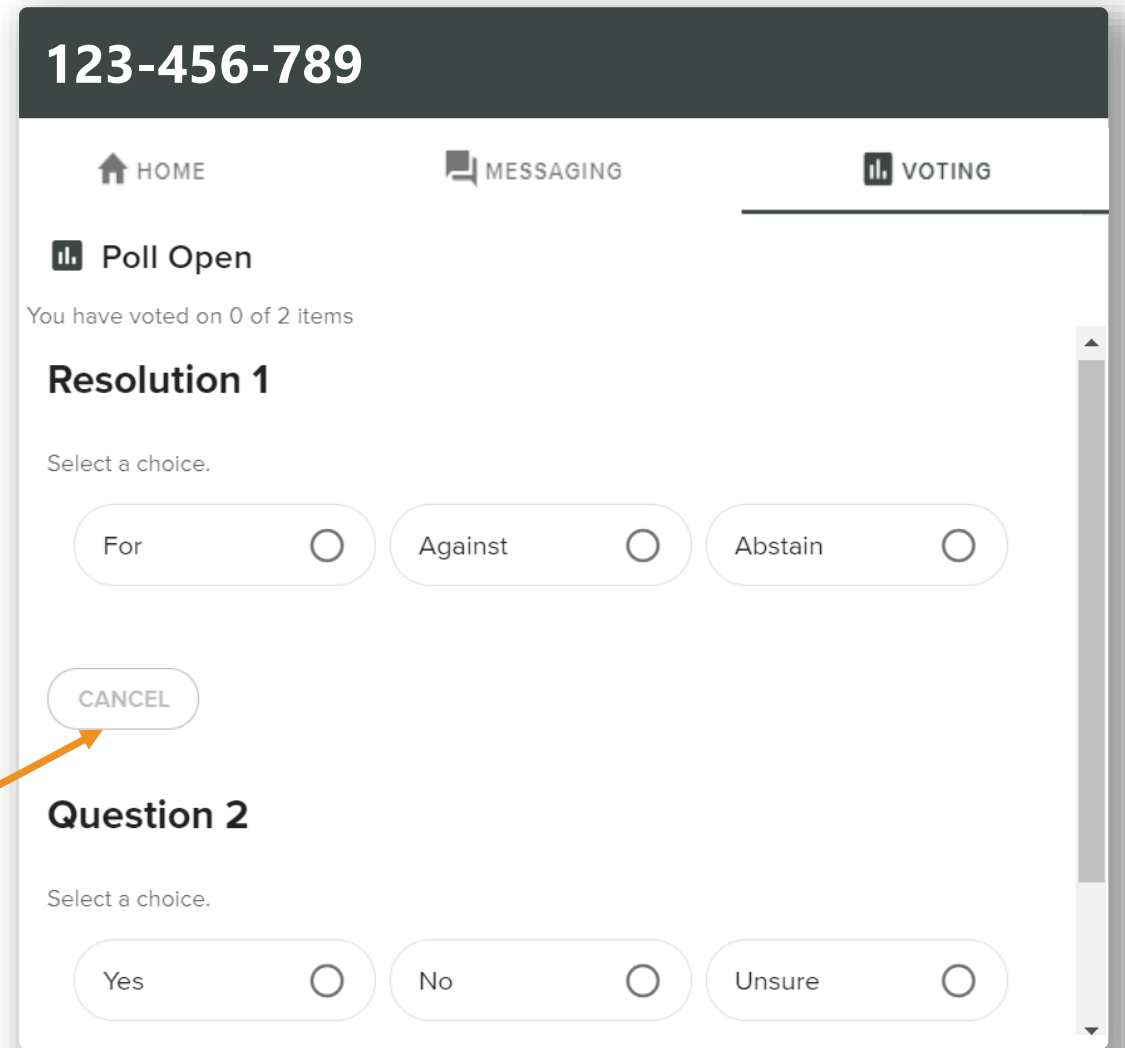 123-456-789
HOME MESSAGING VOTING
Poll Open
You have voted on 0 of 2 items
Resolution 1
Select a choice.
For Against Abstain
CANCEL
Question 2
Select a choice.
Yes No Unsure